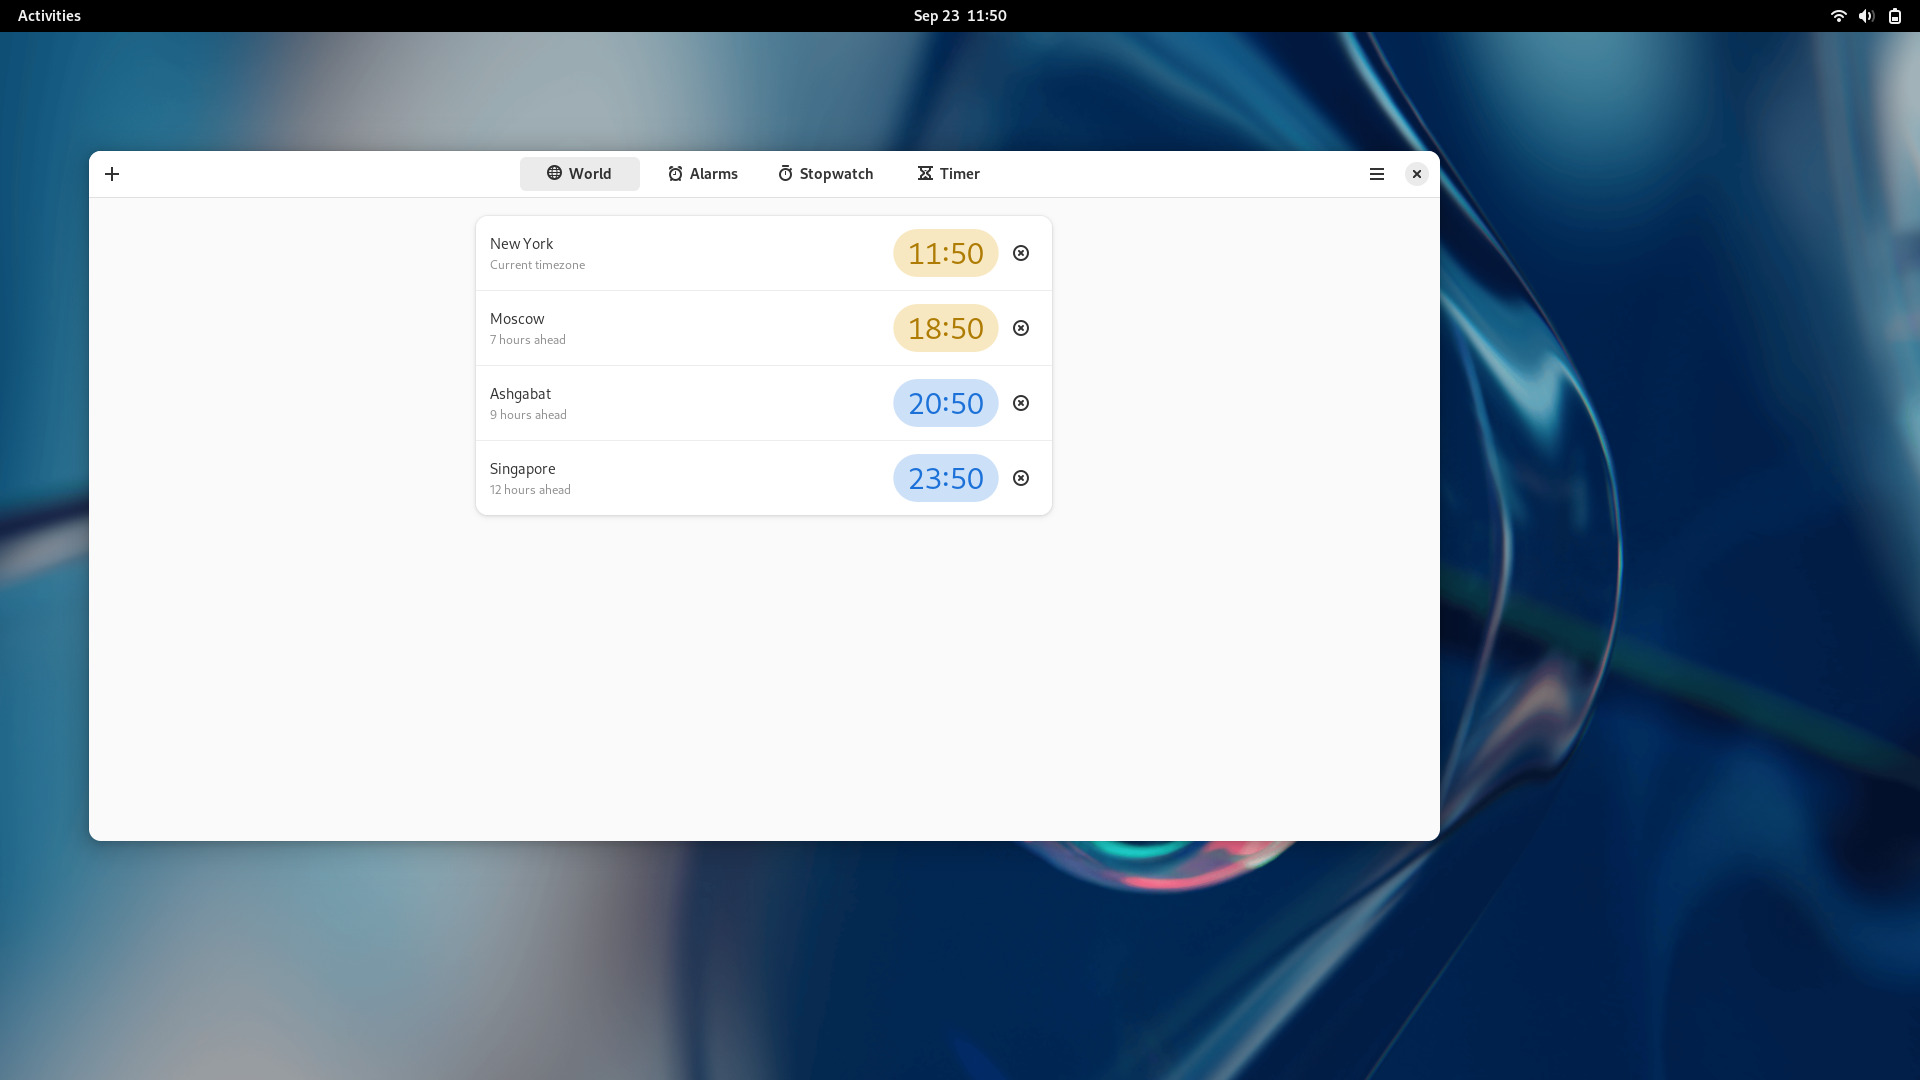 Activities
Sep 23 11:50
World
Alarms
Stopwatch
Timer
New York
Current timezone
11:50
Moscow
7 hours ahead
18:50
Ashgabat
9 hours ahead
20:50
Singapore
12 hours ahead
23:50